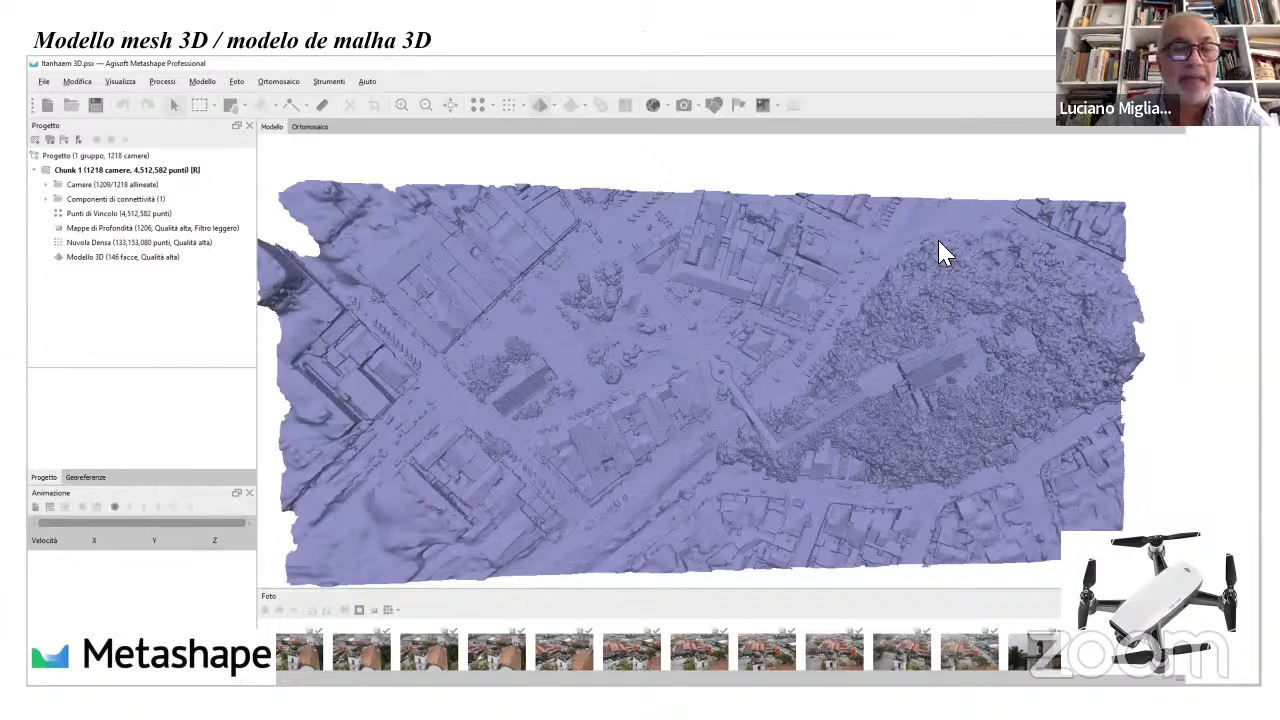 Modello mesh 3D / modelo de malha 3D
Itanhaem 3D.psx — Agisoft Metashape Professional
File Modifica Visualizza Processi Modello Foto Ortomosaico Strumenti Aiuto
Luciano Miglia...
Progetto
Modello Ortomosaico
Progetto (1 gruppo, 1218 camere)
Chunk 1 (1218 camere, 4,512,582 punti) [R]
Camere (1209/1218 allineate)
Componenti di connettività (1)
Punti di Vincolo (4,512,582 punti)
Mappe di Profondità (1206, Qualità alta, Filtro leggero)
Nuvola Densa (133,153,080 punti, Qualità alta)
Modello 3D (146 facce, Qualità alta)
Progetto Georeferenze
Animazione
Velocità X Y Z
Foto
Metashape
zoom